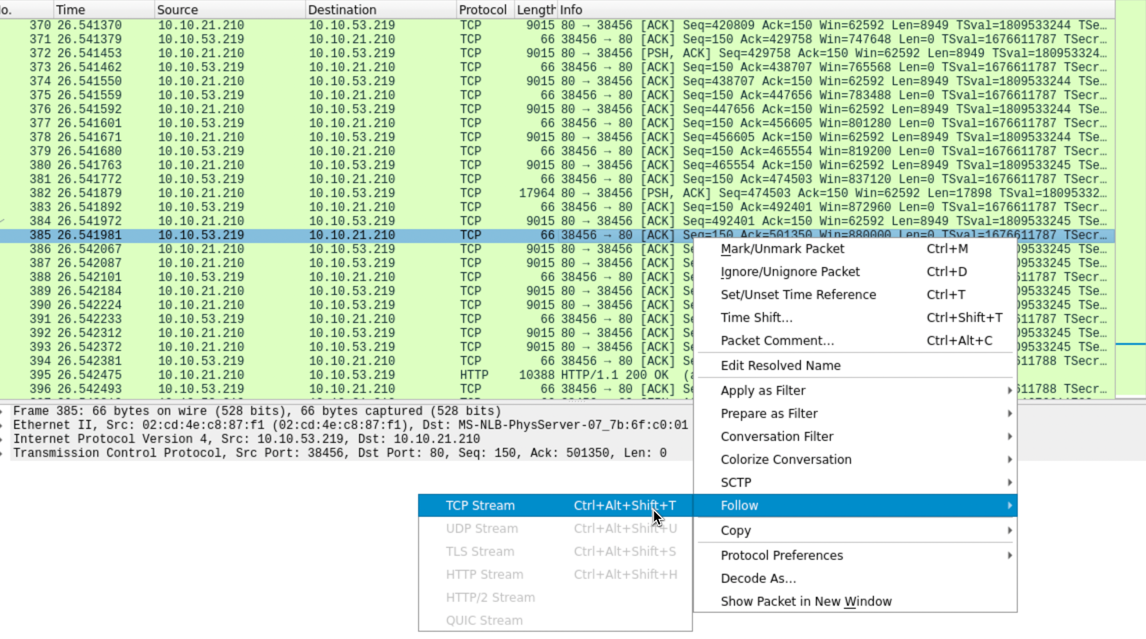 o. Time Source Destination Protocol Length Info
370 26.541370 10.10.21.210 10.10.53.219 TCP 9015 80 → 38456 [ACK] Seq=420809 Ack=150 Win=62592 Len=8949 TSval=1809533244 TSe…
371 26.541379 10.10.53.219 10.10.21.210 TCP 66 38456 → 80 [ACK] Seq=150 Ack=429758 Win=747648 Len=0 TSval=1676611787 TSecr…
372 26.541453 10.10.21.210 10.10.53.219 TCP 9015 80 → 38456 [PSH, ACK] Seq=429758 Ack=150 Win=62592 Len=8949 TSval=180953324…
373 26.541462 10.10.53.219 10.10.21.210 TCP 66 38456 → 80 [ACK] Seq=150 Ack=438707 Win=765568 Len=0 TSval=1676611787 TSecr…
374 26.541550 10.10.21.210 10.10.53.219 TCP 9015 80 → 38456 [ACK] Seq=438707 Ack=150 Win=62592 Len=8949 TSval=1809533244 TSe…
375 26.541559 10.10.53.219 10.10.21.210 TCP 66 38456 → 80 [ACK] Seq=150 Ack=447656 Win=783488 Len=0 TSval=1676611787 TSecr…
376 26.541592 10.10.21.210 10.10.53.219 TCP 9015 80 → 38456 [ACK] Seq=447656 Ack=150 Win=62592 Len=8949 TSval=1809533244 TSe…
377 26.541601 10.10.53.219 10.10.21.210 TCP 66 38456 → 80 [ACK] Seq=150 Ack=456605 Win=801280 Len=0 TSval=1676611787 TSecr…
378 26.541671 10.10.21.210 10.10.53.219 TCP 9015 80 → 38456 [ACK] Seq=456605 Ack=150 Win=62592 Len=8949 TSval=1809533244 TSe…
379 26.541680 10.10.53.219 10.10.21.210 TCP 66 38456 → 80 [ACK] Seq=150 Ack=465554 Win=819200 Len=0 TSval=1676611787 TSecr…
380 26.541763 10.10.21.210 10.10.53.219 TCP 9015 80 → 38456 [ACK] Seq=465554 Ack=150 Win=62592 Len=8949 TSval=1809533245 TSe…
381 26.541772 10.10.53.219 10.10.21.210 TCP 66 38456 → 80 [ACK] Seq=150 Ack=474503 Win=837120 Len=0 TSval=1676611787 TSecr…
382 26.541879 10.10.21.210 10.10.53.219 TCP 17964 80 → 38456 [PSH, ACK] Seq=474503 Ack=150 Win=62592 Len=17898 TSval=18095332…
383 26.541892 10.10.53.219 10.10.21.210 TCP 66 38456 → 80 [ACK] Seq=150 Ack=492401 Win=872960 Len=0 TSval=1676611787 TSecr…
384 26.541972 10.10.21.210 10.10.53.219 TCP 9015 80 → 38456 [ACK] Seq=492401 Ack=150 Win=62592 Len=8949 TSval=1809533245 TSe…
385 26.541981 10.10.53.219 10.10.21.210 TCP 66 38456 → 80 [ACK] Seq=150 Ack=501350 Win=880000 Len=0 TSval=1676611787 TSecr…
386 26.542067 10.10.21.210 10.10.53.219 TCP 9015 80 → 38456 [ACK] S 09533245 TSe…
387 26.542087 10.10.21.210 10.10.53.219 TCP 9015 80 → 38456 [ACK] S 09533245 TSe…
388 26.542101 10.10.53.219 10.10.21.210 TCP 66 38456 → 80 [ACK] Se 6611787 TSecr…
389 26.542184 10.10.21.210 10.10.53.219 TCP 9015 80 → 38456 [ACK] S 09533245 TSe…
390 26.542224 10.10.21.210 10.10.53.219 TCP 9015 80 → 38456 [ACK] S 09533245 TSe…
391 26.542233 10.10.53.219 10.10.21.210 TCP 66 38456 → 80 [ACK] Se 6611787 TSecr…
392 26.542312 10.10.21.210 10.10.53.219 TCP 9015 80 → 38456 [ACK] S 09533245 TSe…
393 26.542372 10.10.21.210 10.10.53.219 TCP 9015 80 → 38456 [ACK] S 09533245 TSe…
394 26.542381 10.10.53.219 10.10.21.210 TCP 66 38456 → 80 [ACK] Se 6611788 TSecr…
395 26.542475 10.10.21.210 10.10.53.219 HTTP 10388 HTTP/1.1 200 OK (a
396 26.542493 10.10.53.219 10.10.21.210 TCP 66 38456 → 80 [ACK] Se 6611788 TSecr…
Mark/Unmark Packet Ctrl+M
Ignore/Unignore Packet Ctrl+D
Set/Unset Time Reference Ctrl+T
Time Shift... Ctrl+Shift+T
Packet Comment... Ctrl+Alt+C
Edit Resolved Name
Apply as Filter
Prepare as Filter
Conversation Filter
Colorize Conversation
SCTP
Follow
Copy
Protocol Preferences
Decode As...
Show Packet in New Window
Frame 385: 66 bytes on wire (528 bits), 66 bytes captured (528 bits)
Ethernet II, Src: 02:cd:4e:c8:87:f1 (02:cd:4e:c8:87:f1), Dst: MS-NLB-PhysServer-07_7b:6f:c0:01
Internet Protocol Version 4, Src: 10.10.53.219, Dst: 10.10.21.210
Transmission Control Protocol, Src Port: 38456, Dst Port: 80, Seq: 150, Ack: 501350, Len: 0
TCP Stream Ctrl+Alt+Shift+T
UDP Stream Ctrl+Alt+Shift+U
TLS Stream Ctrl+Alt+Shift+S
HTTP Stream Ctrl+Alt+Shift+H
HTTP/2 Stream
QUIC Stream